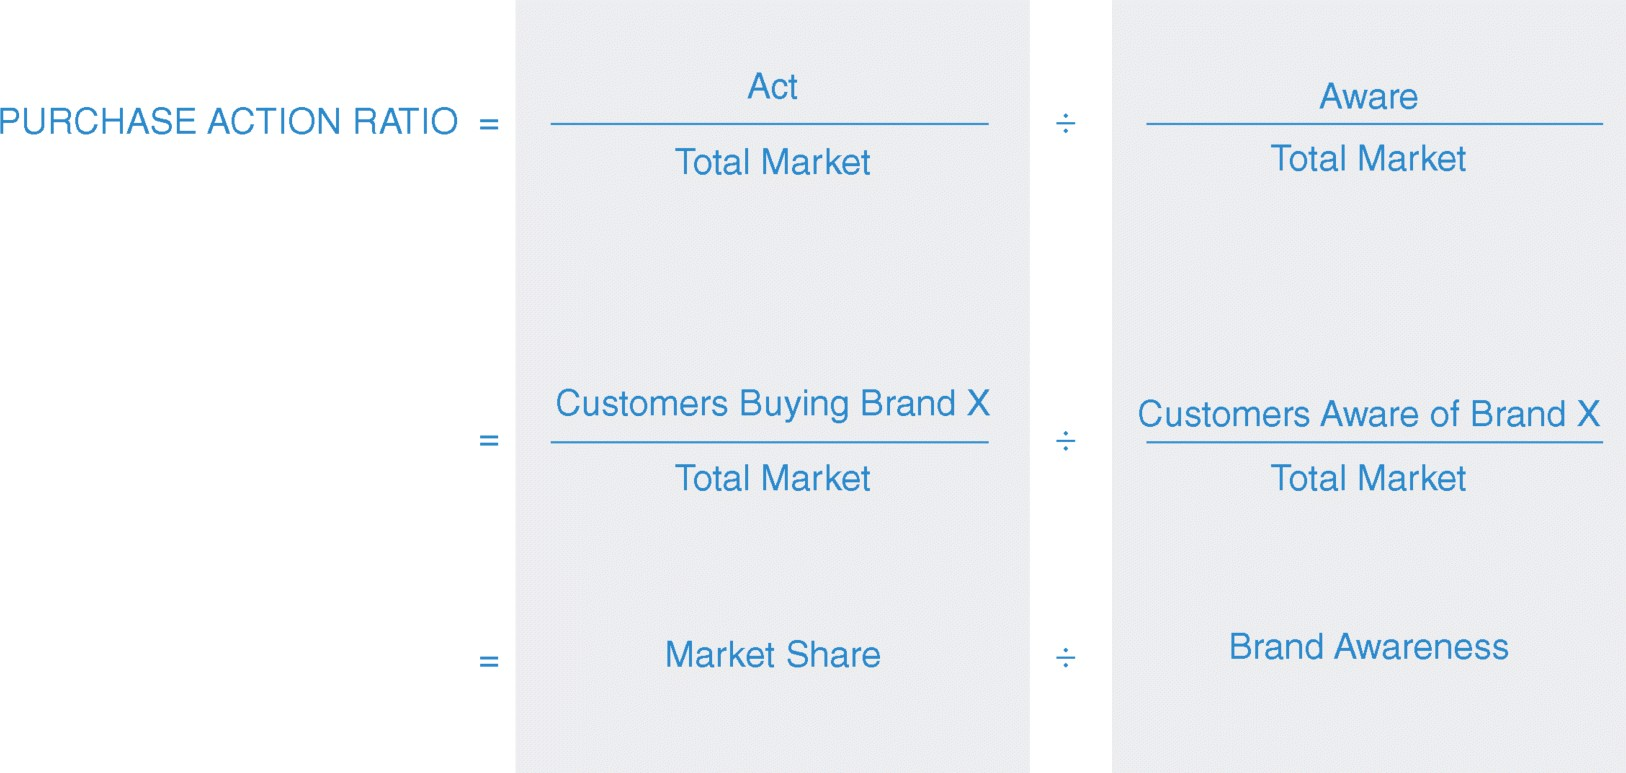 PURCHASE ACTION RATIO = Act ÷ Aware
Total Market Total Market
= Customers Buying Brand X ÷ Customers Aware of Brand X
Total Market Total Market
= Market Share ÷ Brand Awareness